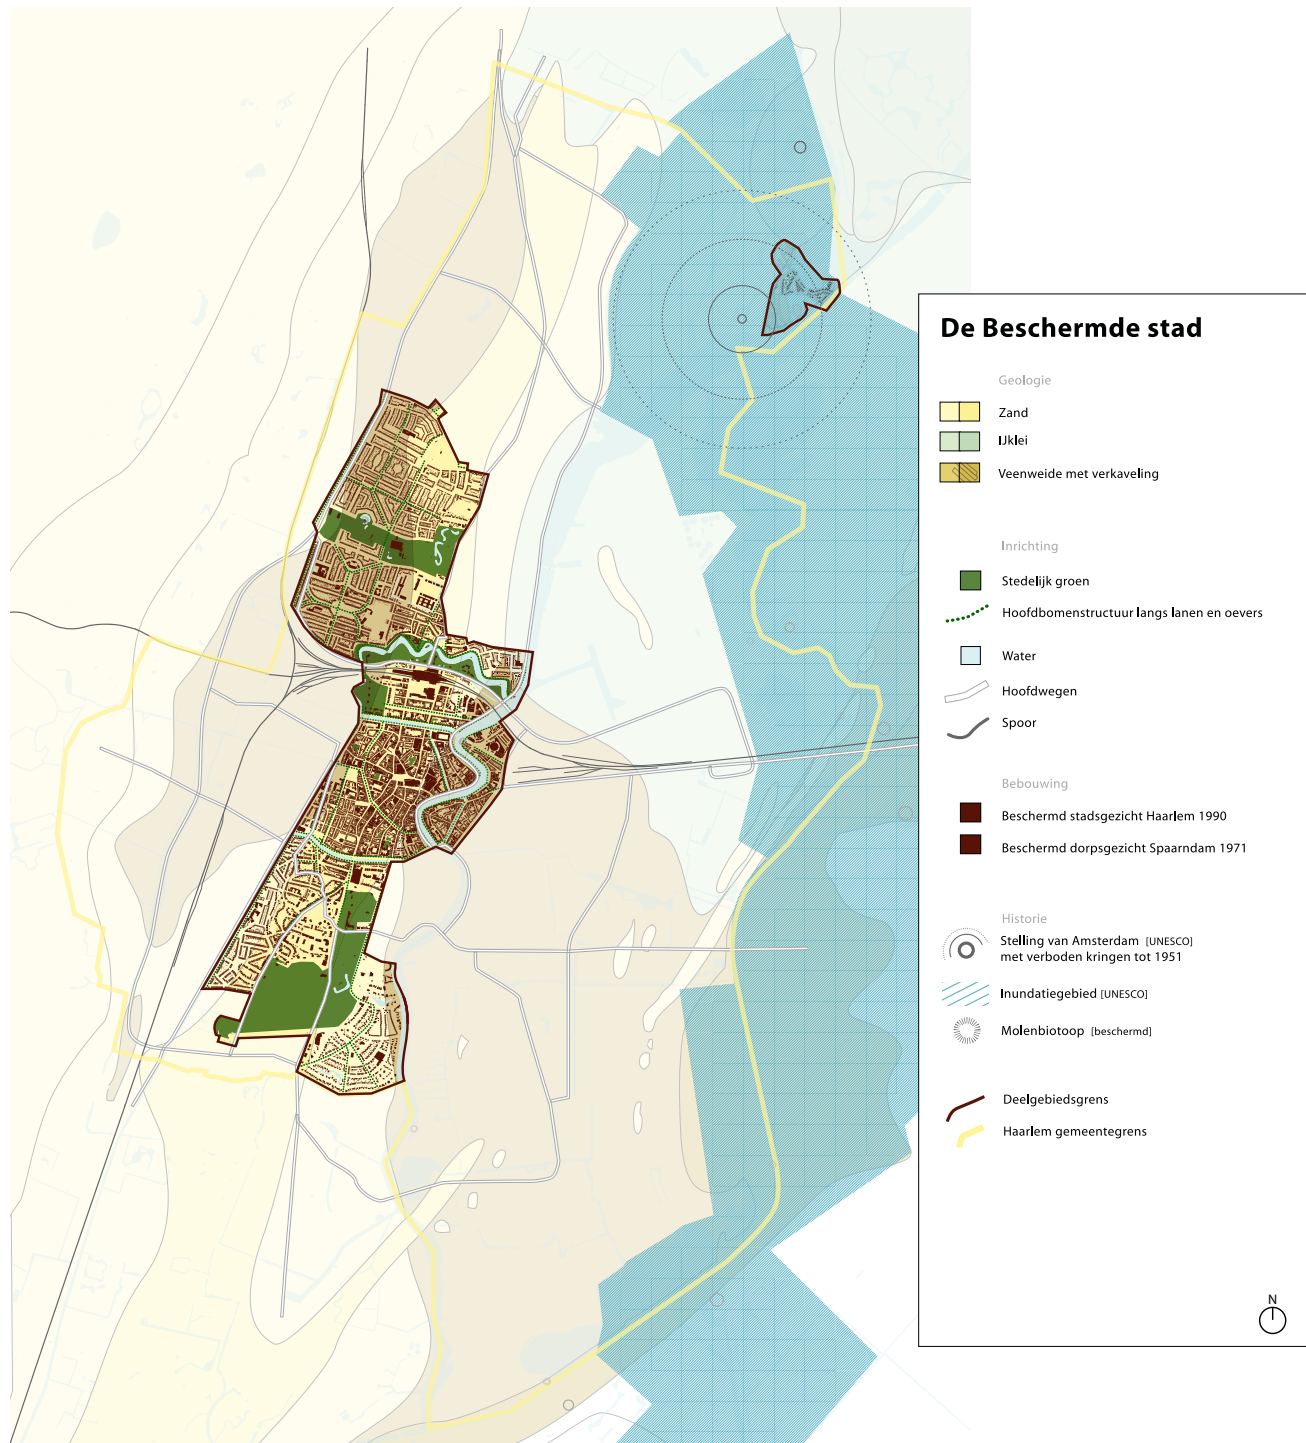 De Beschermde stad
Geologie
Zand
IJklei
Veenweide met verkaveling
Inrichting
Stedelijk groen
Hoofdbomenstructuur langs lanen en oevers
Water
Hoofdwegen
Spoor
Bebouwing
Beschermd stadsgezicht Haarlem 1990
Beschermd dorpsgezicht Spaarndam 1971
Historie
Stelling van Amsterdam [UNESCO]
met verboden kringen tot 1951
Inundatiegebied [UNESCO]
Molenbiotoop [beschermd]
Deelgebiedsgrens
Haarlem gemeentegrens
N